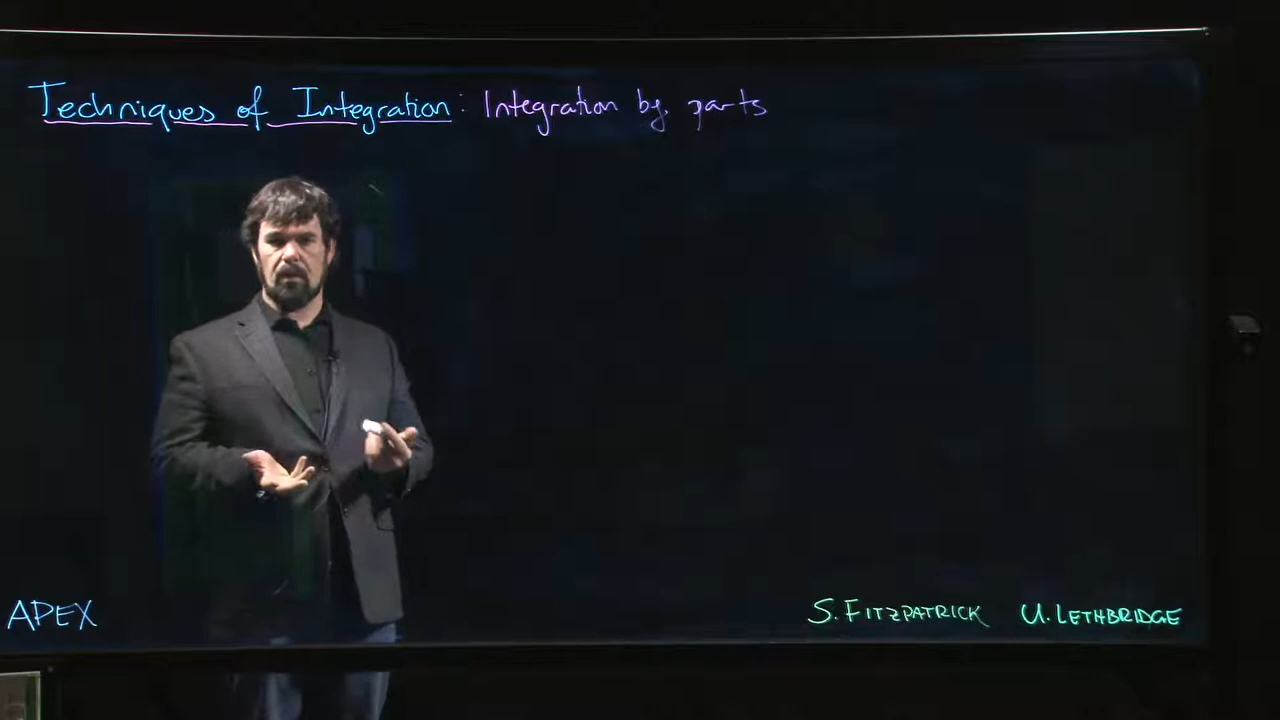 Techniques of Integration: Integration by parts
APEX
S. FITZPATRICK U. LETHBRIDGE